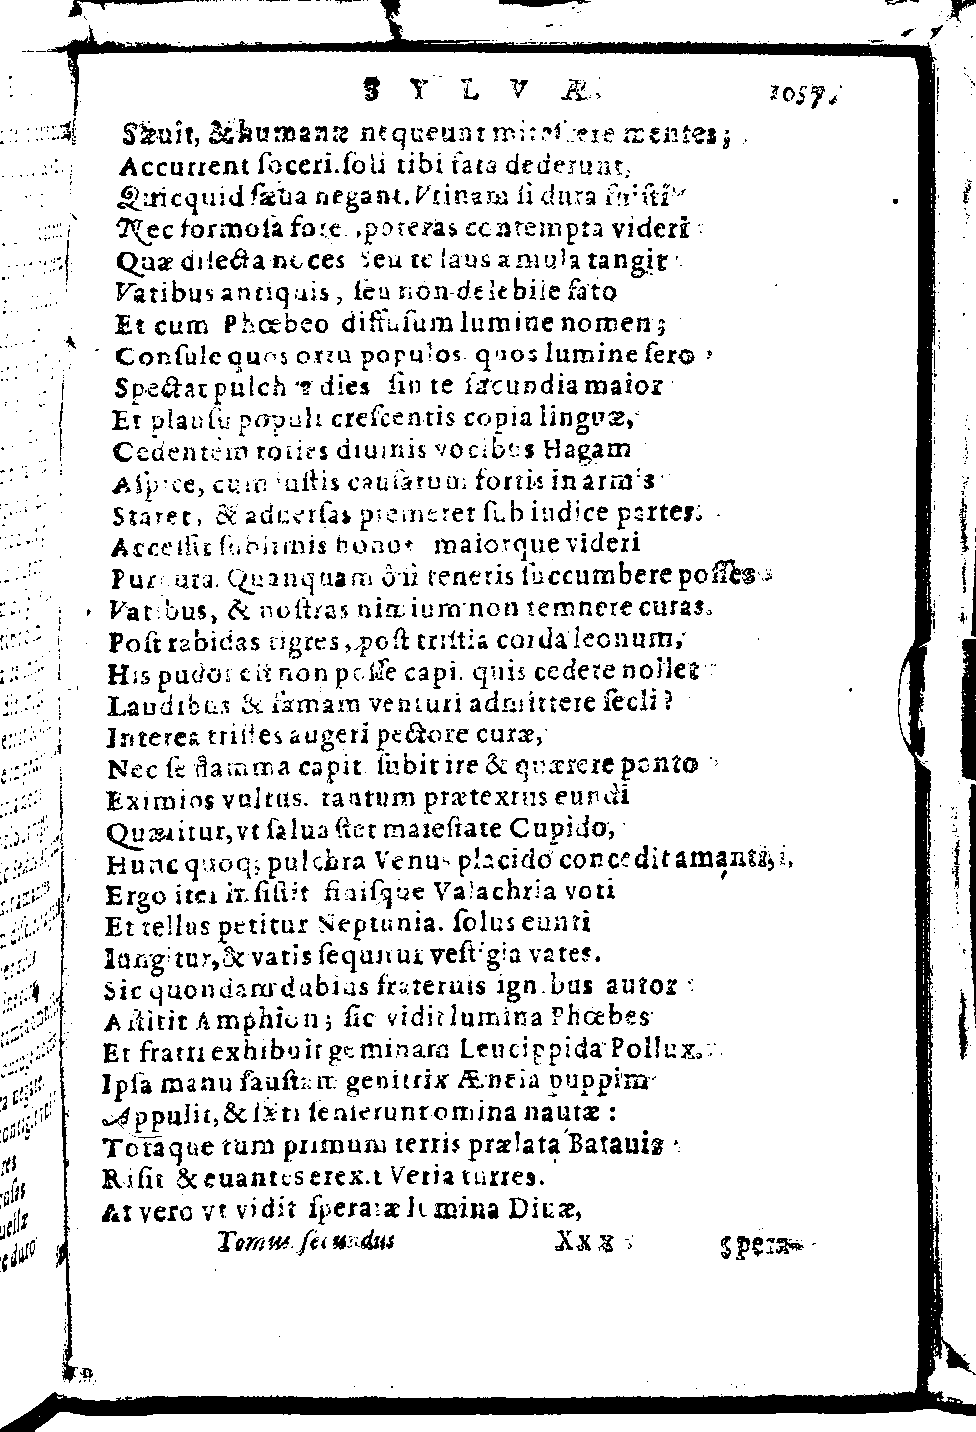 SYLVÆ. 1057.
Sæuit, & humanæ nequeunt mitescere mentes;
Accurrent soceri. soli tibi fata dederunt,
Quicquid sæua negant. Vtinam si dura fuisti
Nec formosa fores, poteras contempta videri
Quæ dilecta noces Seu te laus æmula tangit
Vatibus antiquis, seu non delebile fato
Et cum Phœbeo diffusum lumine nomen;
Consule quos ortu populos quos lumine sero
Spectat pulchra dies sin te facundia maior
Et plausu populi crescentis copia linguæ,
Cedentem toties diuinis vocibus Hagam
Aspice, cum iustis causarum fortis in armis
Staret, & aduersas premeret sub iudice partes.
Accessit sublimis honor maiorque videri
Purpura. Quanquam ô si teneris succumbere posses
Vatibus, & nostras nimium non temnere curas.
Post rabidas tigres, post tristia corda leonum,
His pudor est non posse capi. quis cedere nollet
Laudibus & famam venturi admittere secli?
Interea tristes augeri pectore curæ,
Nec se flamma capit subit ire & quærere ponto
Eximios vultus. tantum prætextus eundi
Quæritur, vt salua stet maiestate Cupido,
Hunc quoq; pulchra Venus placido concedit amanti,
Ergo iter insistit finisque Valachria voti
Et tellus petitur Neptunia. solus eunti
Iungitur, & vatis sequitur vestigia vates.
Sic quondam dubius fraternis ignibus autor
Astitit Amphion; sic vidit lumina Phœbes
Et fratri exhibuit geminam Leucippida Pollux.
Ipsa manu faustam genitrix Æneia puppim
Appulit, & læti senserunt omina nautæ:
Totaque tum primum terris prælata Batauis
Risit & euantes erexit Veria turres.
At vero vt vidit speratæ lumina Diuæ,
Tomus secundus Xxx spera-